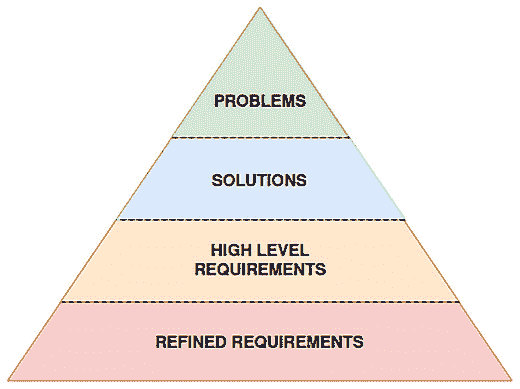 PROBLEMS
SOLUTIONS
HIGH LEVEL
REQUIREMENTS
REFINED REQUIREMENTS